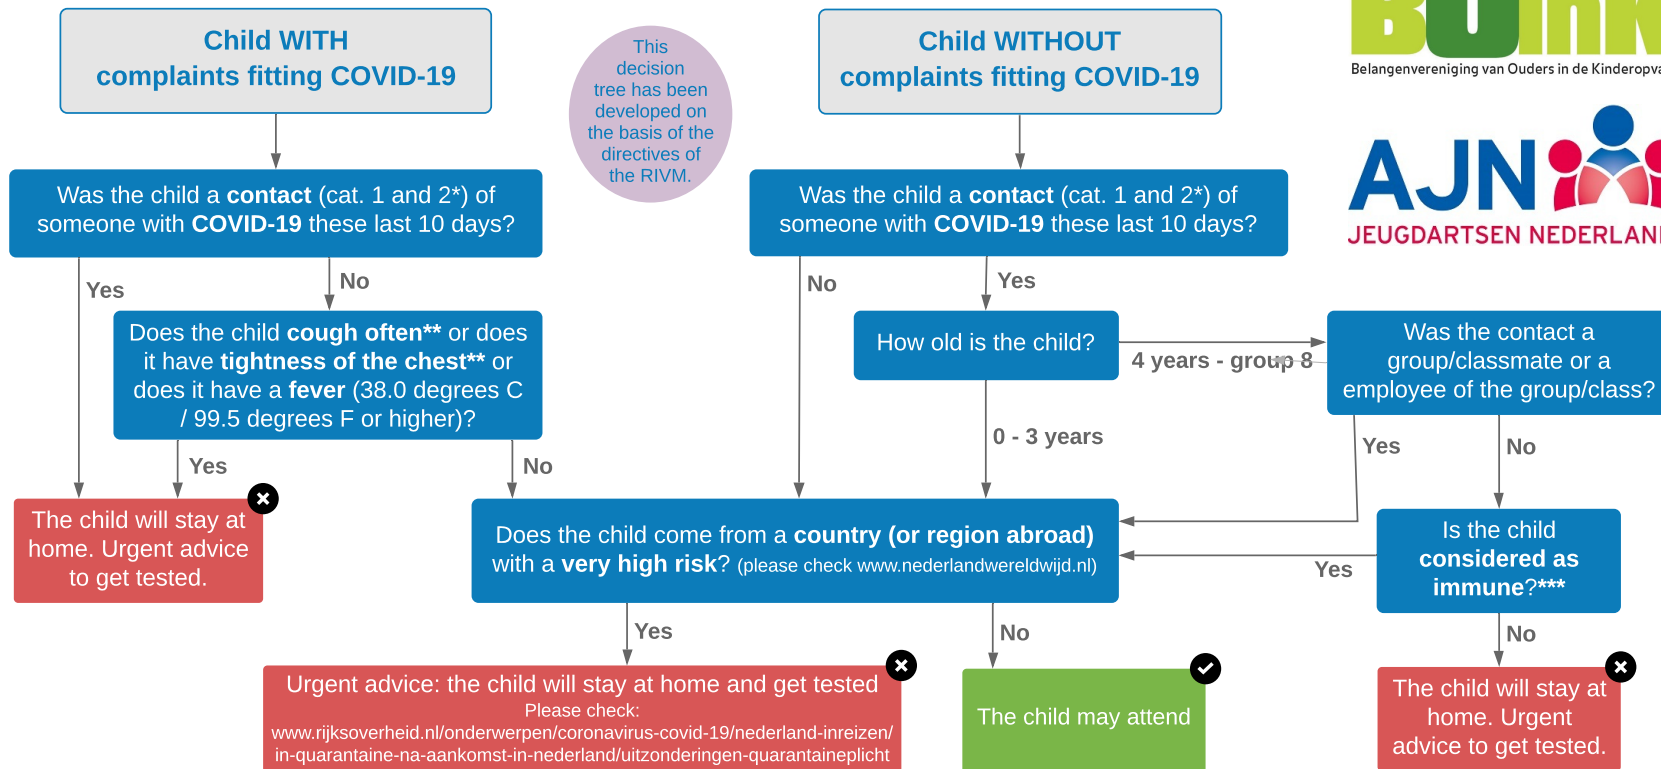 Child WITH
complaints fitting COVID-19
This
decision
tree has been
developed on
the basis of the
directives of
the RIVM.
Child WITHOUT
complaints fitting COVID-19
Belangenvereniging van Ouders in de
AJN
JEUGDARTSEN
Was the child a contact (cat. 1 and 2*) of
someone with COVID-19 these last 10 days?
Was the child a contact (cat. 1 and 2*) of
someone with COVID-19 these last 10 days?
Yes
No
No
Yes
Does the child cough often** or does
it have tightness of the chest** or
does it have a fever (38.0 degrees C
/ 99.5 degrees F or higher)?
How old is the child?
4 years - group 8
Was the contact a
group/classmate or a
employee of the group/class?
0 - 3 years
Yes
No
Yes
No
The child will stay at
home. Urgent advice
to get tested.
Does the child come from a country (or region abroad)
with a very high risk? (please check www.nederlandwereldwijd.nl)
Is the child
considered as
immune?***
Yes
Yes
No
No
Urgent advice: the child will stay at home and get tested
Please check:
www.rijksoverheid.nl/onderwerpen/coronavirus-covid-19/nederland-inreizen/
in-quarantaine-na-aankomst-in-nederland/uitzonderingen-quarantaineplicht
The child may attend
The child will stay at
home. Urgent
advice to get tested.